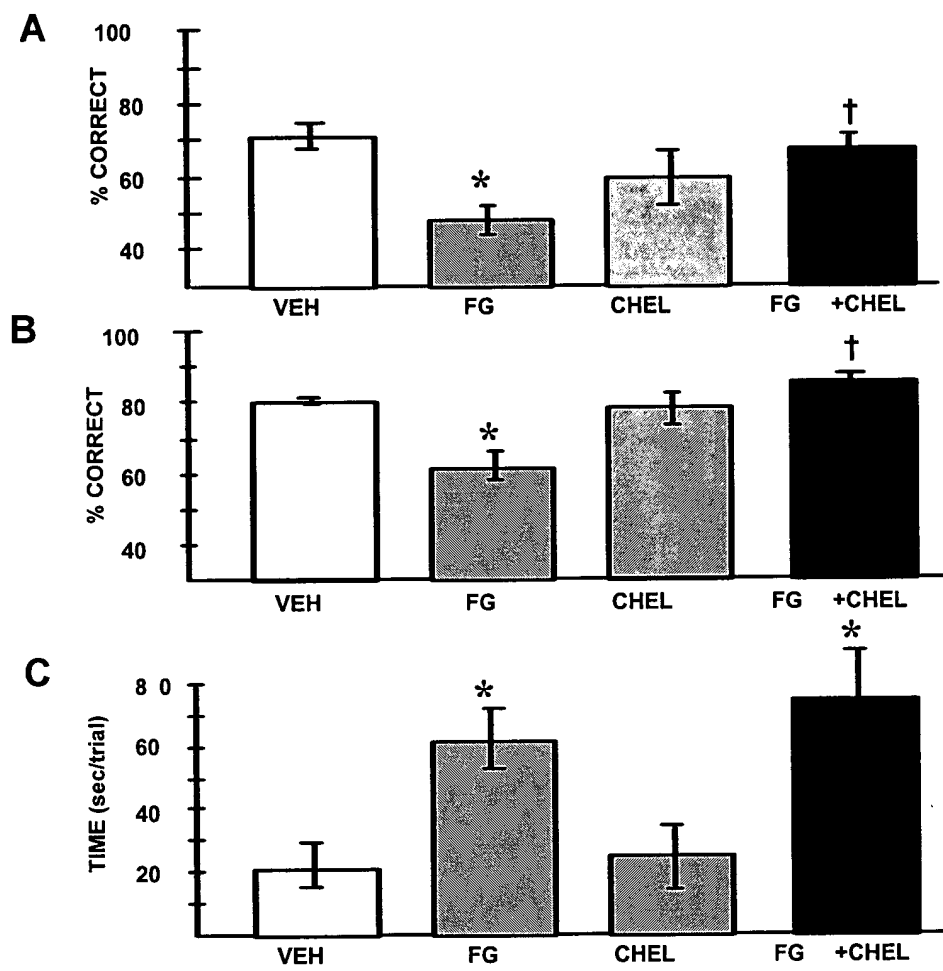 A
100
80
60
40
% CORRECT
*
†
VEH FG CHEL FG +CHEL
B
100
80
60
40
% CORRECT
*
†
VEH FG CHEL FG +CHEL
C
8 0
60
40
20
TIME (sec/trial)
*
*
VEH FG CHEL FG +CHEL